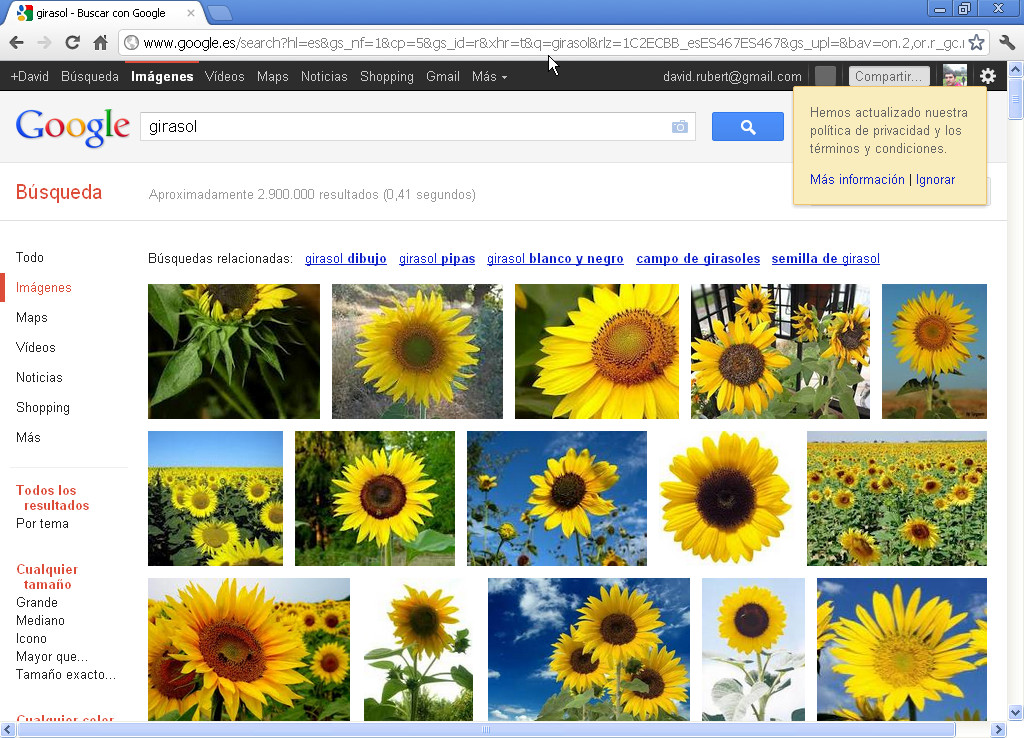 girasol - Buscar con Google
www.google.es/search?hl=es&gs_nf=1&cp=5&gs_id=r&xhr=t&q=girasol&rlz=1C2ECBB_esES467ES467&gs_upl=&bav=on.2,or.r_gc.r
+David Búsqueda Imágenes Vídeos Maps Noticias Shopping Gmail Más
david.rubert@gmail.com Compartir...
Google
girasol
Hemos actualizado nuestra
política de privacidad y los
términos y condiciones.
Más información | Ignorar
Búsqueda
Aproximadamente 2.900.000 resultados (0,41 segundos)
Búsquedas relacionadas: girasol dibujo girasol pipas girasol blanco y negro campo de girasoles semilla de girasol
Todo
Imágenes
Maps
Vídeos
Noticias
Shopping
Más
Todos los
resultados
Por tema
Cualquier
tamaño
Grande
Mediano
Icono
Mayor que...
Tamaño exacto...
Cualquier color